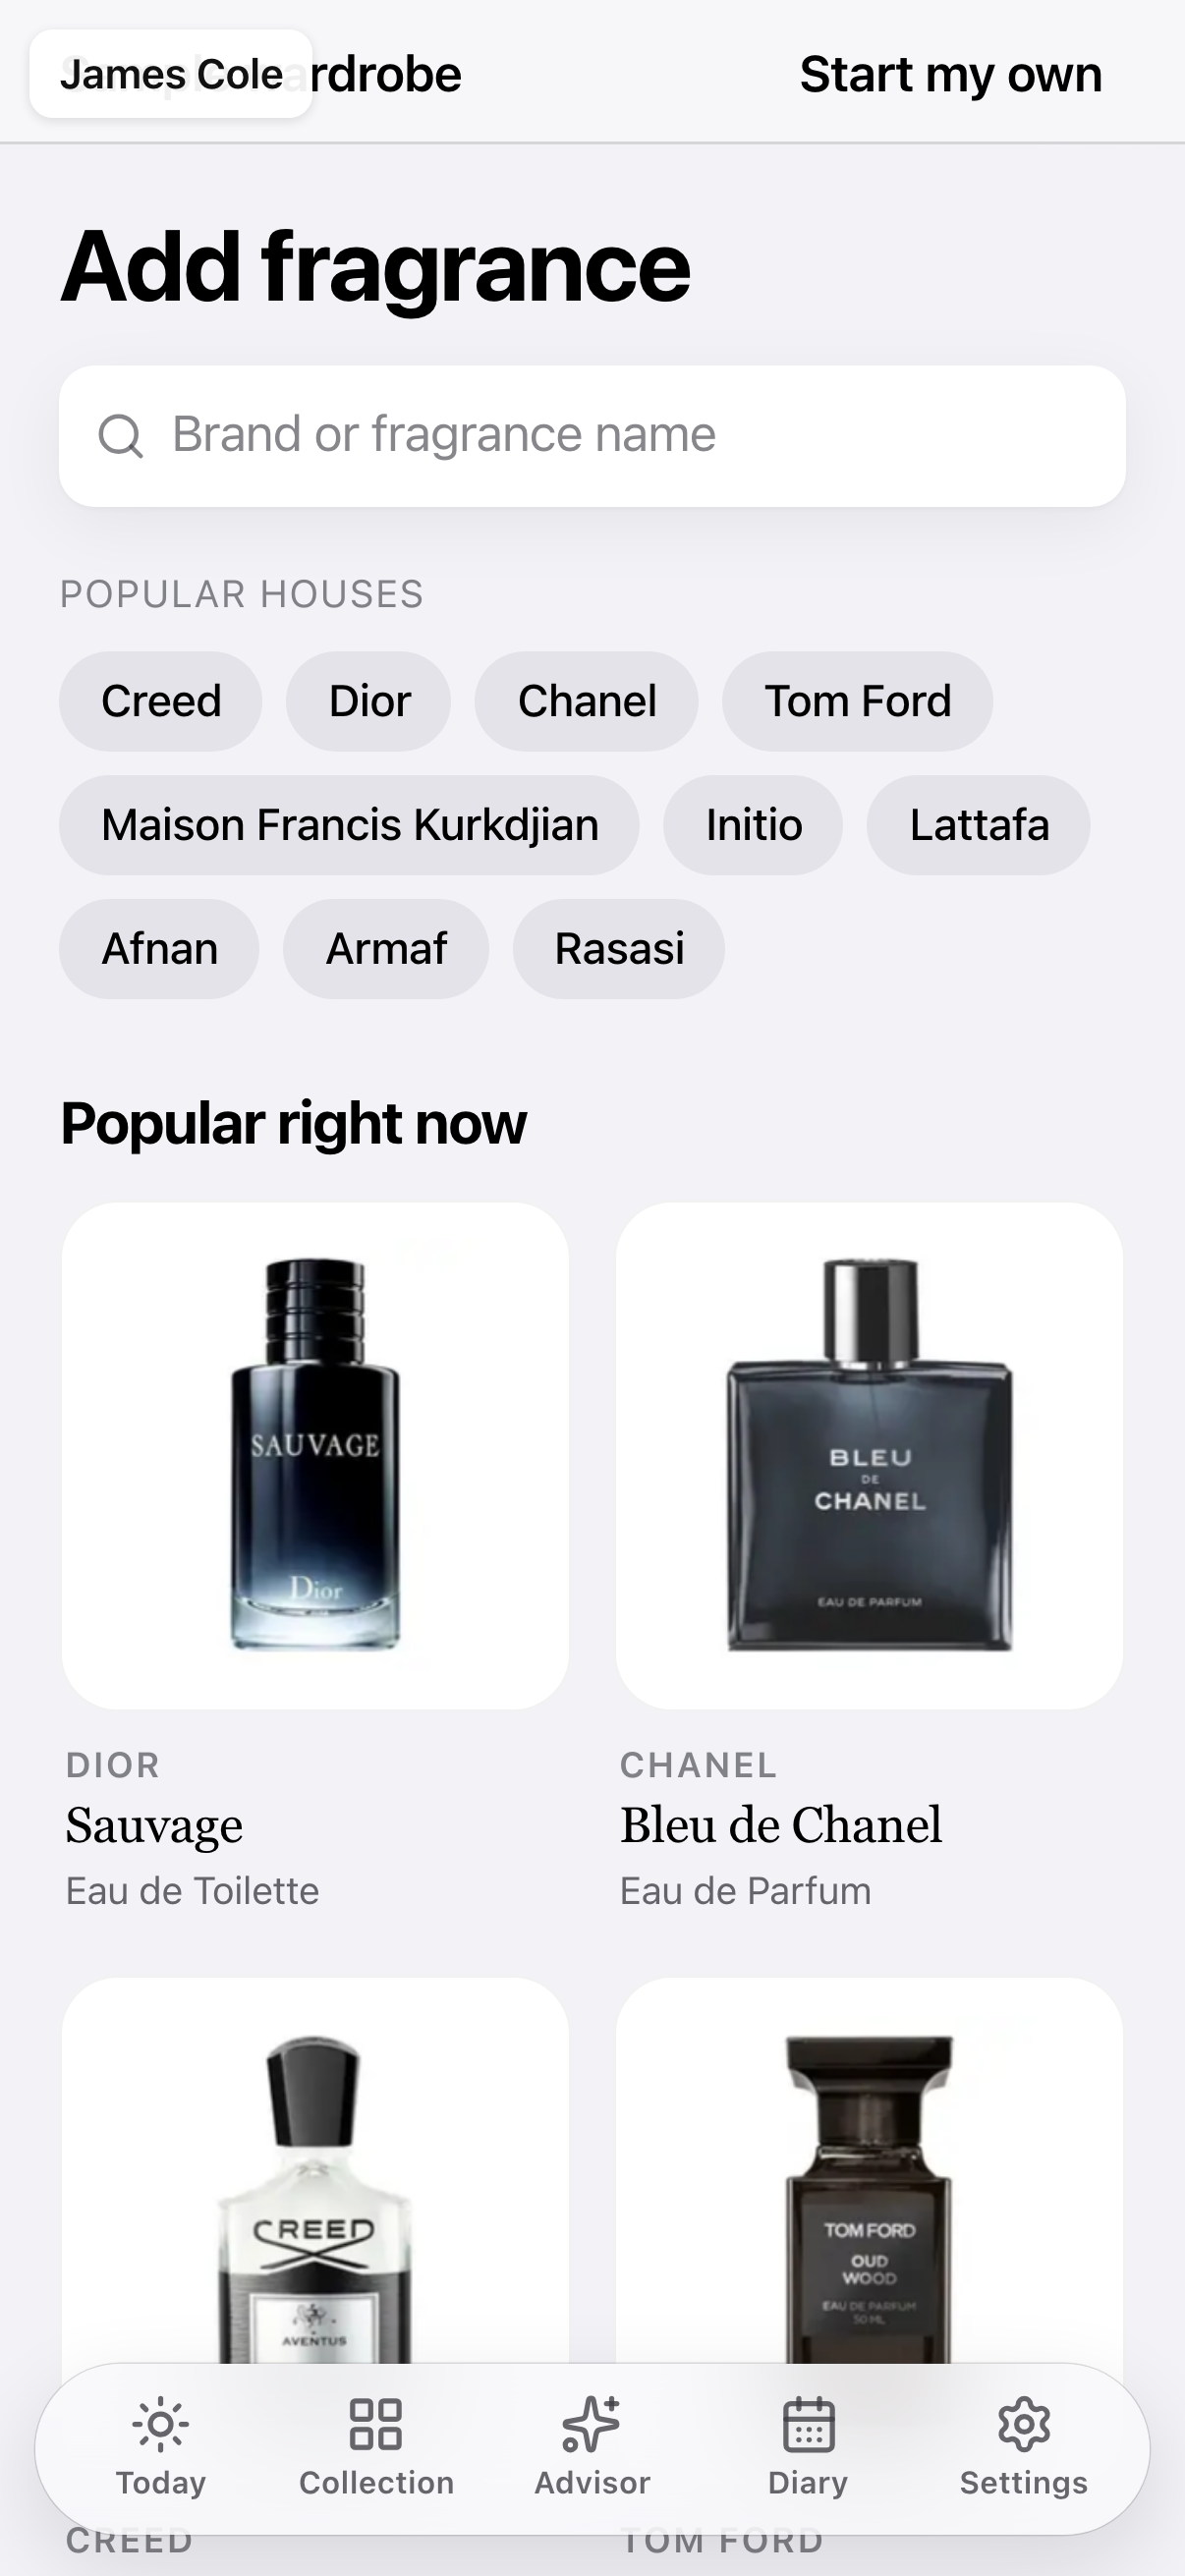 James Cole
rdrobe
Start my own
Add fragrance
Brand or fragrance name
POPULAR HOUSES
Creed
Dior
Chanel
Tom Ford
Maison Francis Kurkdjian
Initio
Lattafa
Afnan
Armaf
Rasasi
Popular right now
SAUVAGE
Dior
BLEU
DE
CHANEL
EAU DE PARFUM
DIOR
Sauvage
Eau de Toilette
CHANEL
Bleu de Chanel
Eau de Parfum
CREED
AVENTUS
TOM FORD
OUD
WOOD
EAU DE PARFUM
50 ML
Today
Collection
Advisor
Diary
Settings
CREED
TOM FORD